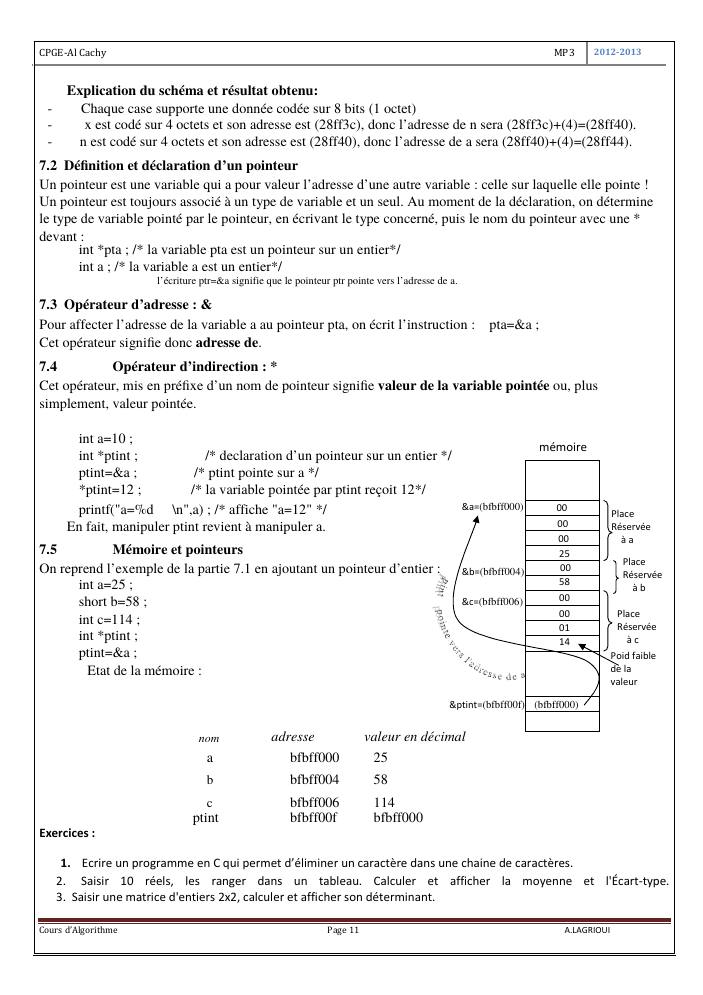 CPGE-Al Cachy MP3 2012-2013
Explication du schéma et résultat obtenu:
- Chaque case supporte une donnée codée sur 8 bits (1 octet)
- x est codé sur 4 octets et son adresse est (28ff3c), donc l’adresse de n sera (28ff3c)+(4)=(28ff40).
- n est codé sur 4 octets et son adresse est (28ff40), donc l’adresse de a sera (28ff40)+(4)=(28ff44).
7.2 Définition et déclaration d’un pointeur
Un pointeur est une variable qui a pour valeur l’adresse d’une autre variable : celle sur laquelle elle pointe !
Un pointeur est toujours associé à un type de variable et un seul. Au moment de la déclaration, on détermine
le type de variable pointé par le pointeur, en écrivant le type concerné, puis le nom du pointeur avec une *
devant :
int *pta ; /* la variable pta est un pointeur sur un entier*/
int a ; /* la variable a est un entier*/
l’écriture ptr=&a signifie que le pointeur ptr pointe vers l’adresse de a.
7.3 Opérateur d’adresse : &
Pour affecter l’adresse de la variable a au pointeur pta, on écrit l’instruction : pta=&a ;
Cet opérateur signifie donc adresse de.
7.4 Opérateur d’indirection : *
Cet opérateur, mis en préfixe d’un nom de pointeur signifie valeur de la variable pointée ou, plus
simplement, valeur pointée.
int a=10 ;
int *ptint ; /* declaration d’un pointeur sur un entier */
ptint=&a ; /* ptint pointe sur a */
*ptint=12 ; /* la variable pointée par ptint reçoit 12*/
printf("a=%d \n",a) ; /* affiche "a=12" */
En fait, manipuler ptint revient à manipuler a.
7.5 Mémoire et pointeurs
On reprend l’exemple de la partie 7.1 en ajoutant un pointeur d’entier :
int a=25 ;
short b=58 ;
int c=114 ;
int *ptint ;
ptint=&a ;
Etat de la mémoire :
mémoire
&a=(bfbff000) 00
00
00
25
Place
Réservée
à a
&b=(bfbff004) 00
58
Place
Réservée
à b
&c=(bfbff006) 00
00
01
14
Place
Réservée
à c
Poid faible
de la
valeur
pointe vers l'adresse de a
&ptint=(bfbff00f) (bfbff000)
nom adresse valeur en décimal
a bfbff000 25
b bfbff004 58
c bfbff006 114
ptint bfbff00f bfbff000
Exercices :
1. Ecrire un programme en C qui permet d’éliminer un caractère dans une chaine de caractères.
2. Saisir 10 réels, les ranger dans un tableau. Calculer et afficher la moyenne et l'Écart-type.
3. Saisir une matrice d'entiers 2x2, calculer et afficher son déterminant.
Cours d’Algorithme Page 11 A.LAGRIOUI